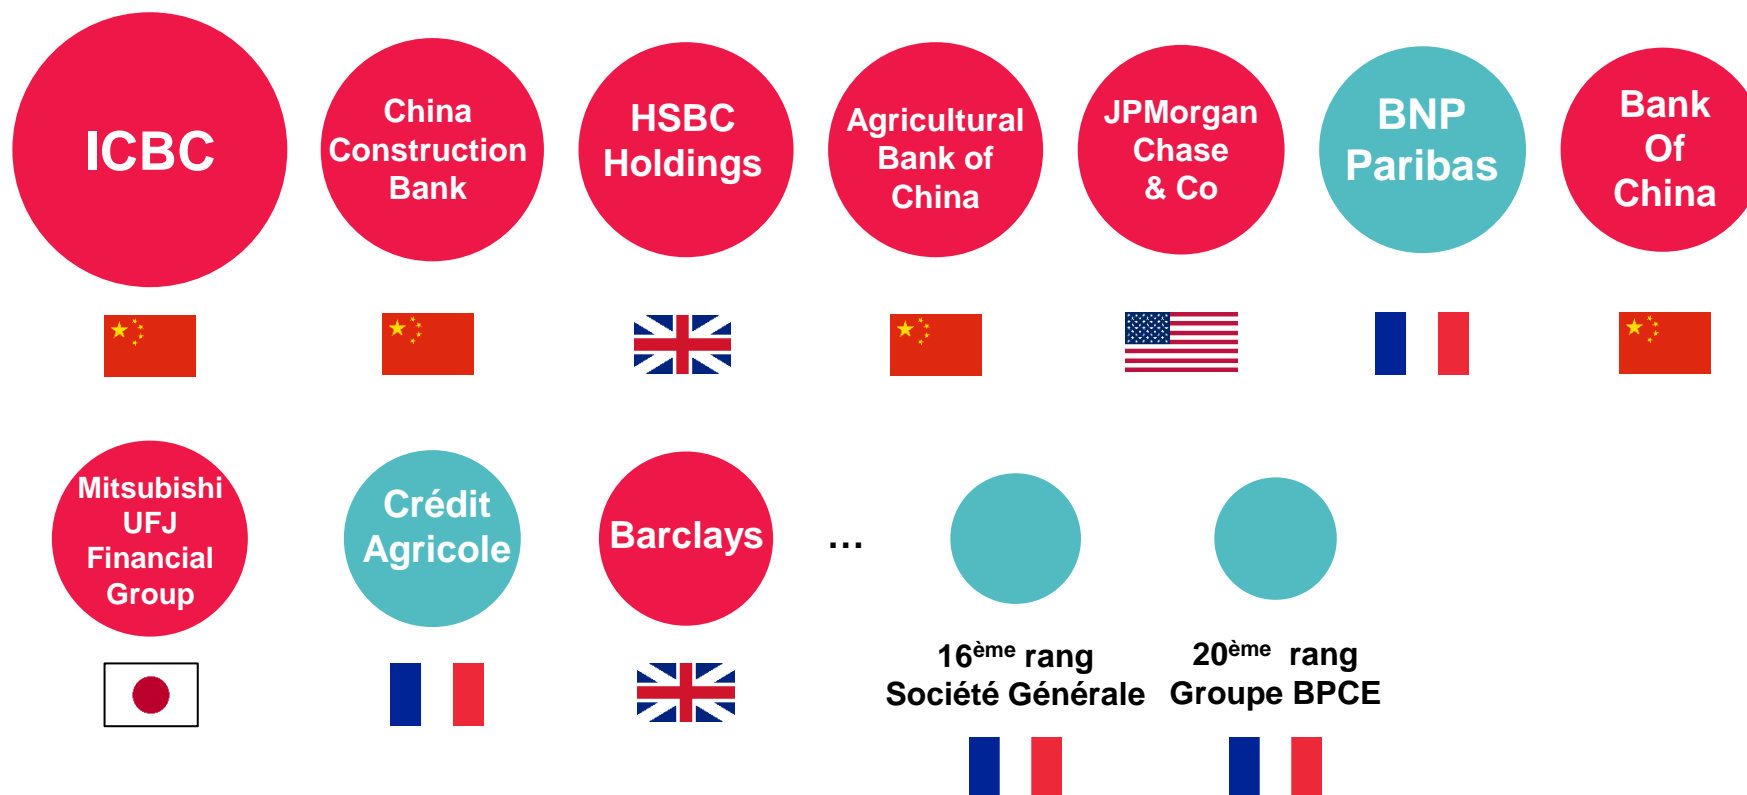 ICBC
China
Construction
Bank
HSBC
Holdings
Agricultural
Bank of
China
JPMorgan
Chase
& Co
BNP
Paribas
Bank
Of
China
Mitsubishi
UFJ
Financial
Group
Crédit
Agricole
Barclays
...
16ème rang
Société Générale
20ème rang
Groupe BPCE